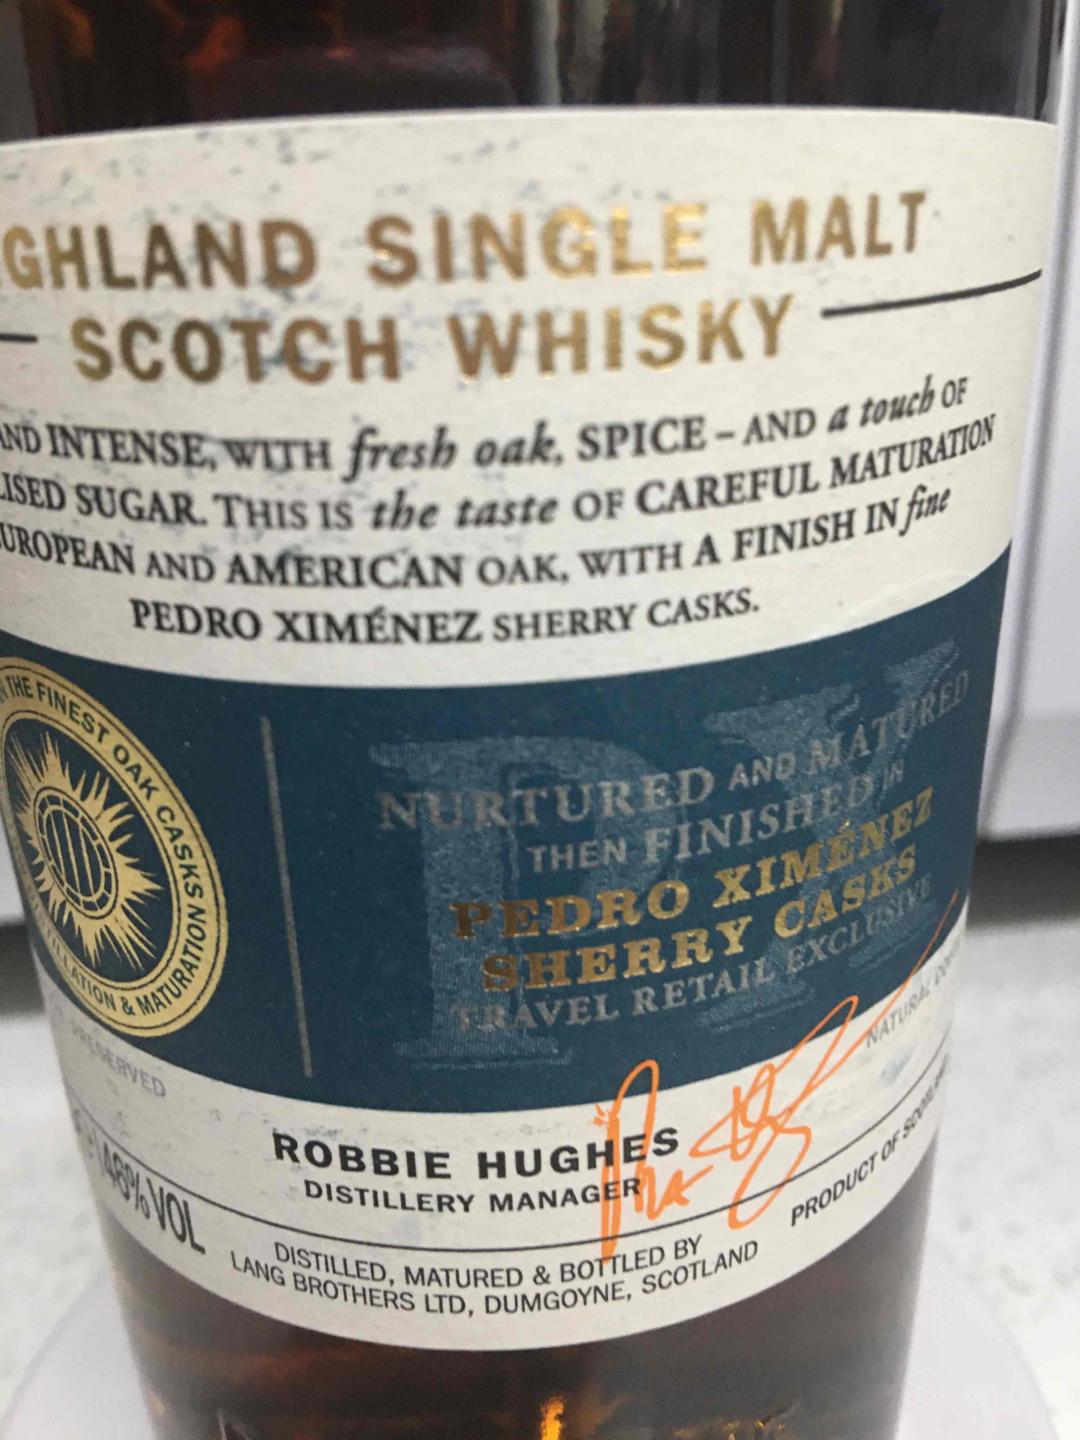 GHLAND SINGLE MALT
SCOTCH WHISKY
AND INTENSE, WITH fresh oak, SPICE – AND a touch OF
LISED SUGAR. THIS IS the taste OF CAREFUL MATURATION
UROPEAN AND AMERICAN OAK, WITH A FINISH IN fine
PEDRO XIMÉNEZ SHERRY CASKS.
THE FINEST OAK CASKS
& MATURATION
PX
NURTURED AND MATURED
THEN FINISHED IN
PEDRO XIMÉNEZ
SHERRY CASKS
TRAVEL RETAIL EXCLUSIVE
NATURAL
ROBBIE HUGHES
DISTILLERY MANAGER
46% VOL
PRODUCT OF SCOTLAND
DISTILLED, MATURED & BOTTLED BY
LANG BROTHERS LTD, DUMGOYNE, SCOTLAND